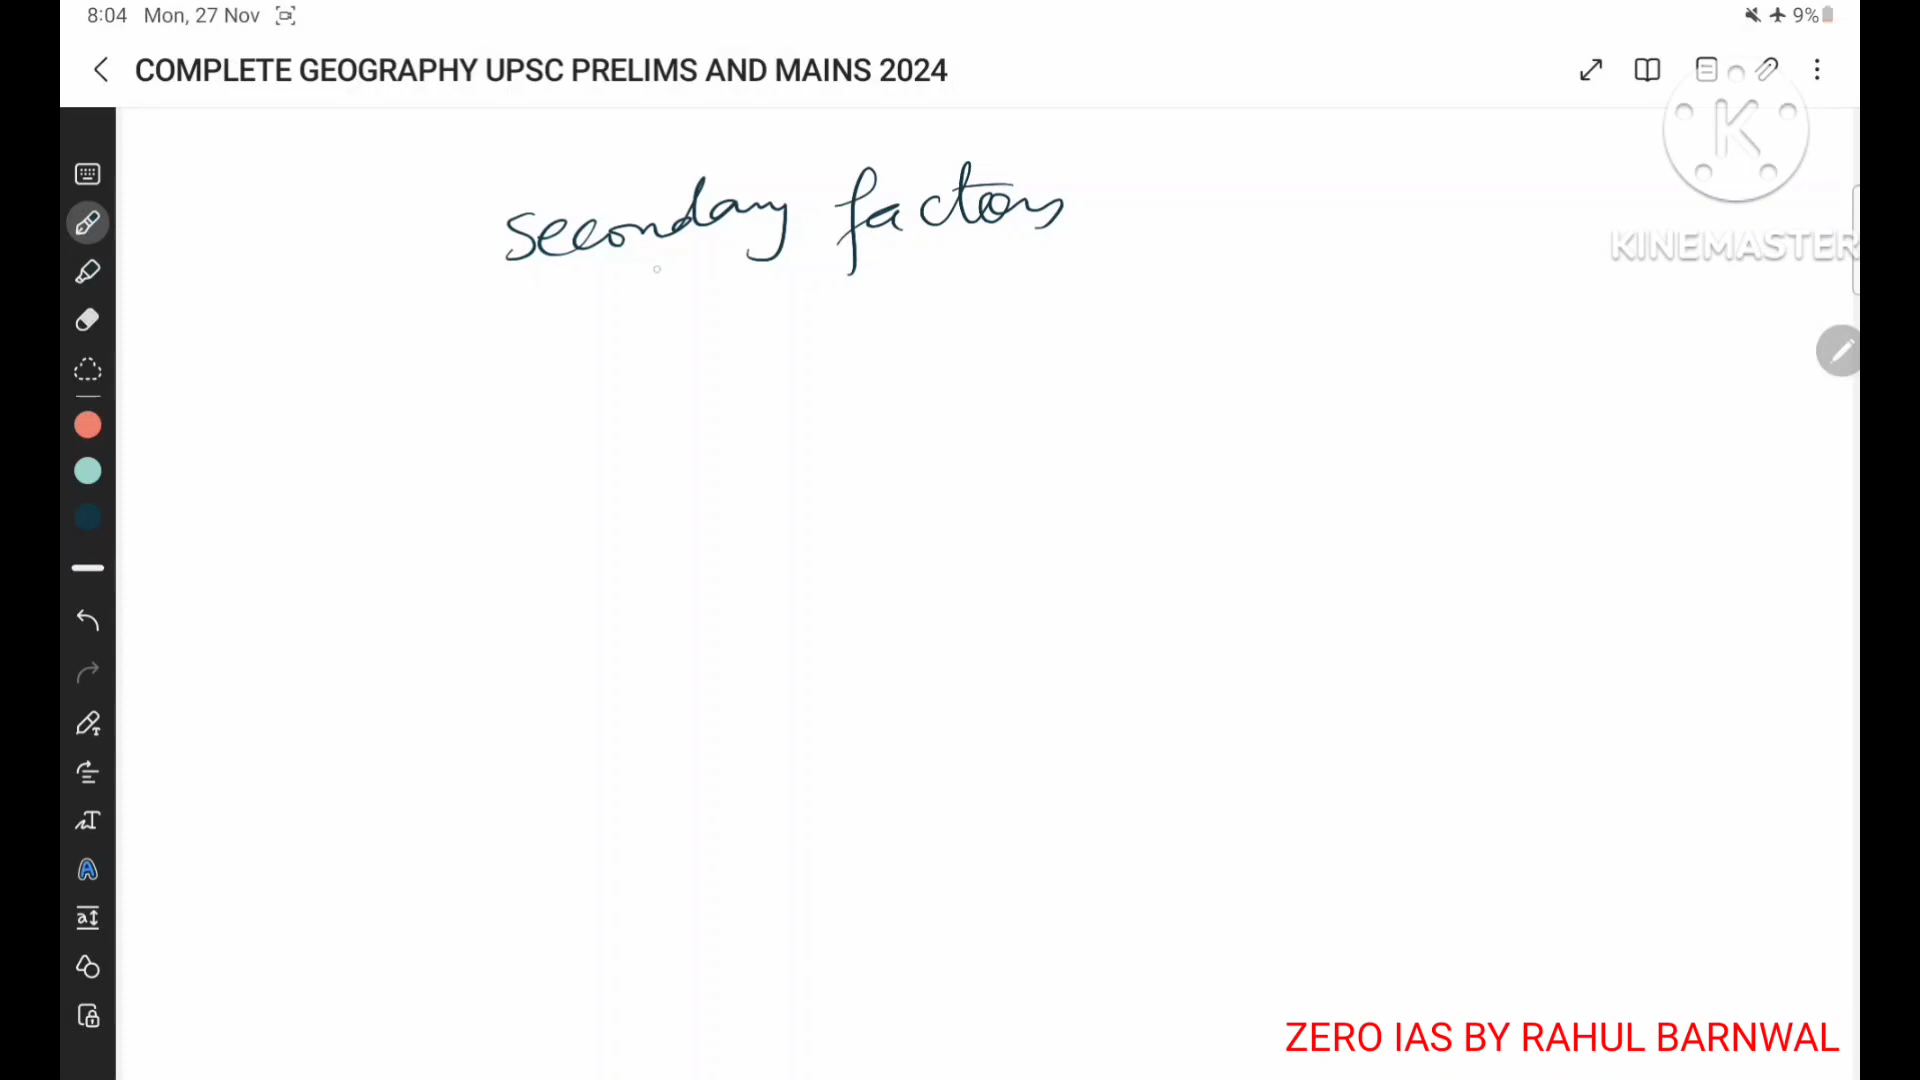 8:04 Mon, 27 Nov 9%
COMPLETE GEOGRAPHY UPSC PRELIMS AND MAINS 2024
secondary factors
K
KINEMASTER
ZERO IAS BY RAHUL BARNWAL